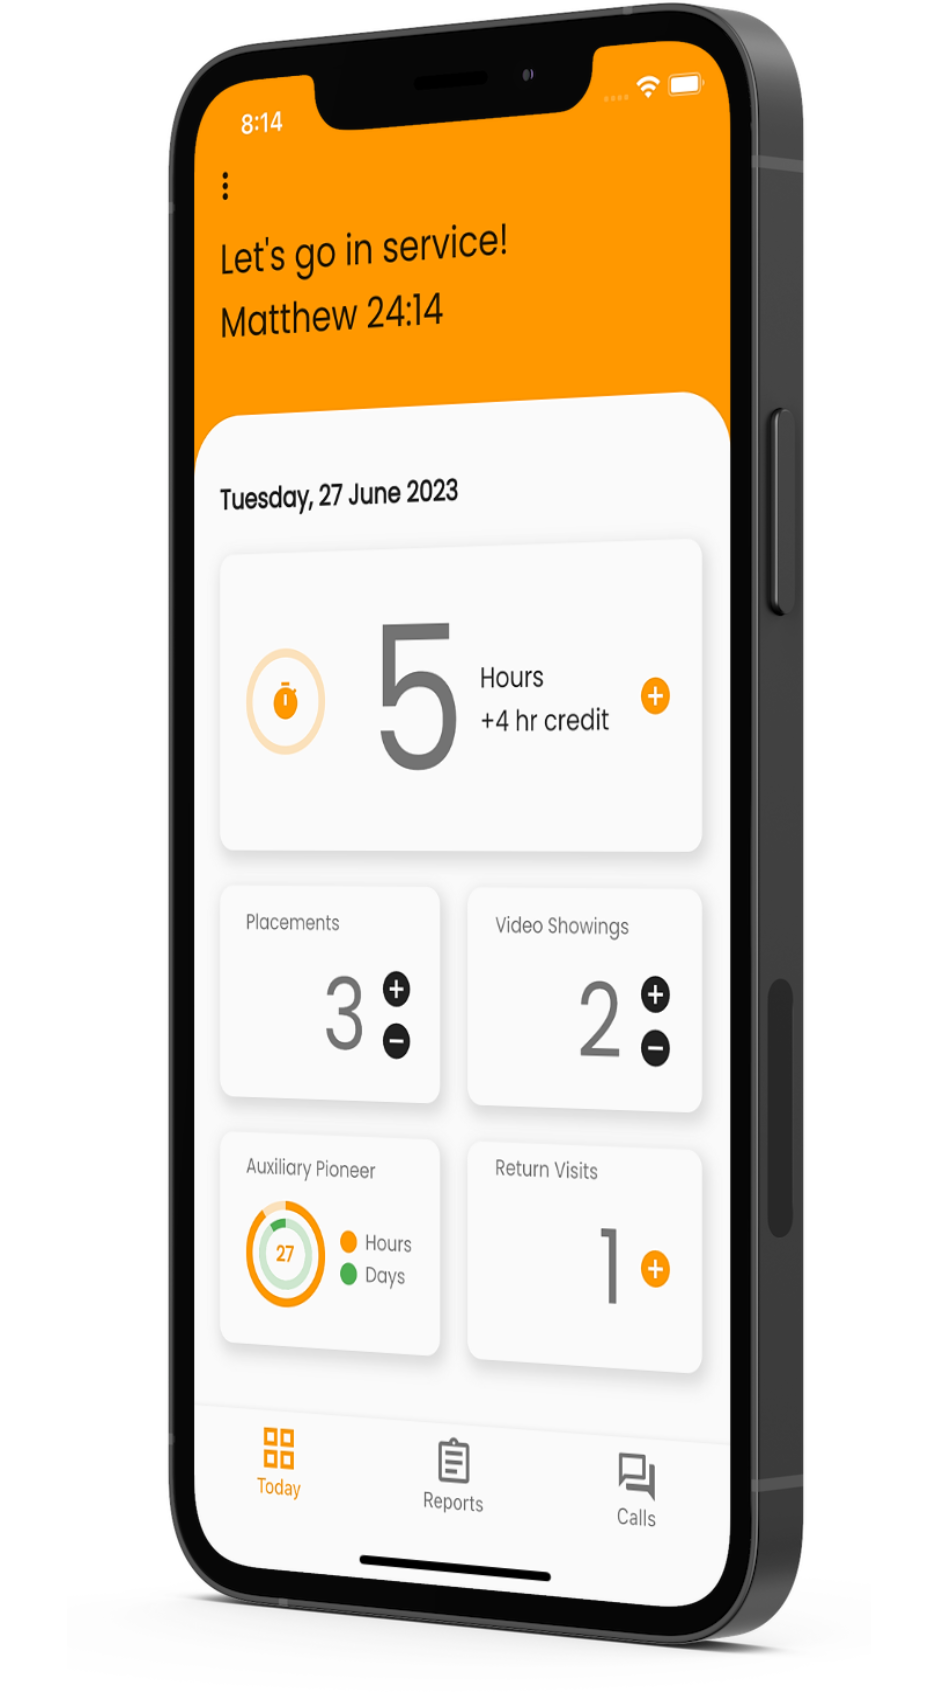 8:14
Let's go in service!
Matthew 24:14
Tuesday, 27 June 2023
5
Hours
+4 hr credit
Placements
3
Video Showings
2
Auxiliary Pioneer
27
Hours
Days
Return Visits
1
Today
Reports
Calls